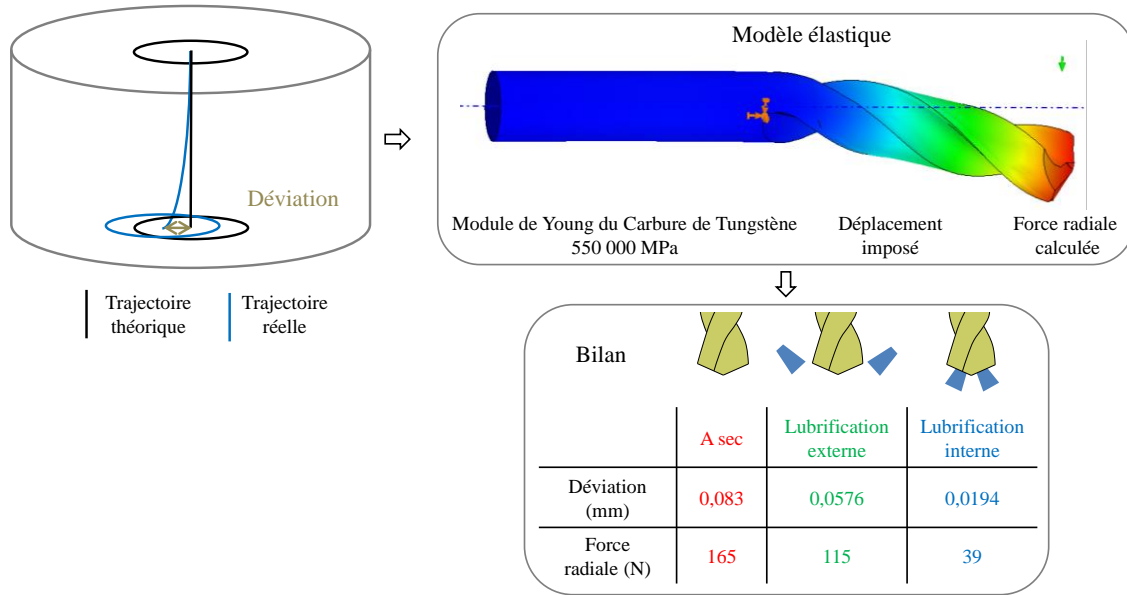 Déviation
Trajectoire
théorique
Trajectoire
réelle
Modèle élastique
Module de Young du Carbure de Tungstène
550 000 MPa
Déplacement
imposé
Force radiale
calculée
Bilan
A sec
Lubrification
externe
Lubrification
interne
Déviation
(mm)
0,083
0,0576
0,0194
Force
radiale (N)
165
115
39